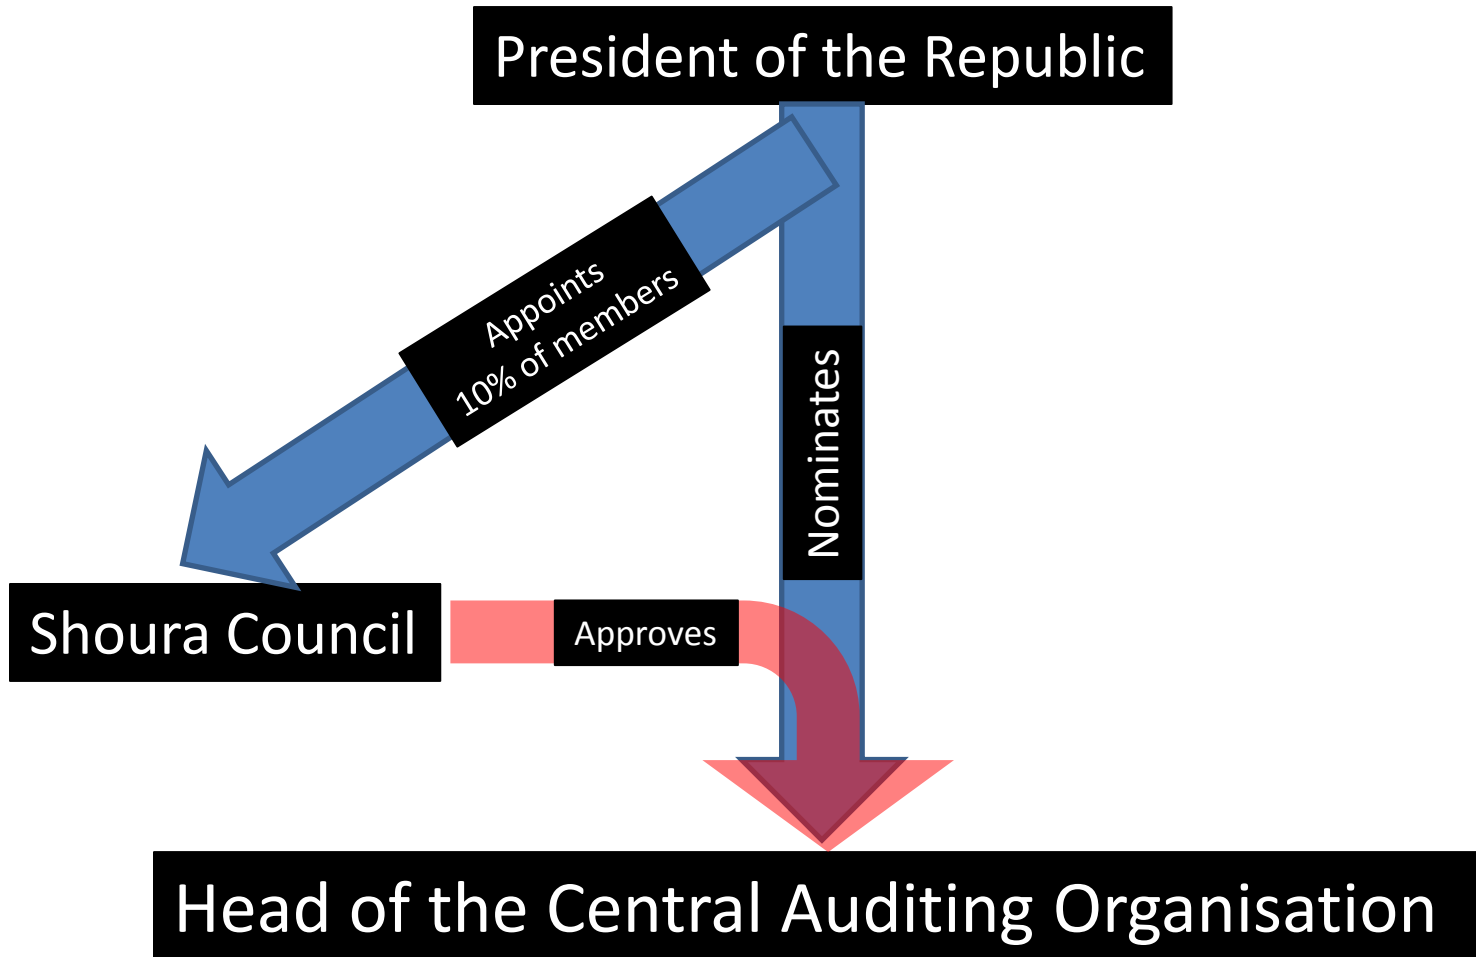 President of the Republic
Appoints
10% of members
Nominates
Shoura Council
Approves
Head of the Central Auditing Organisation